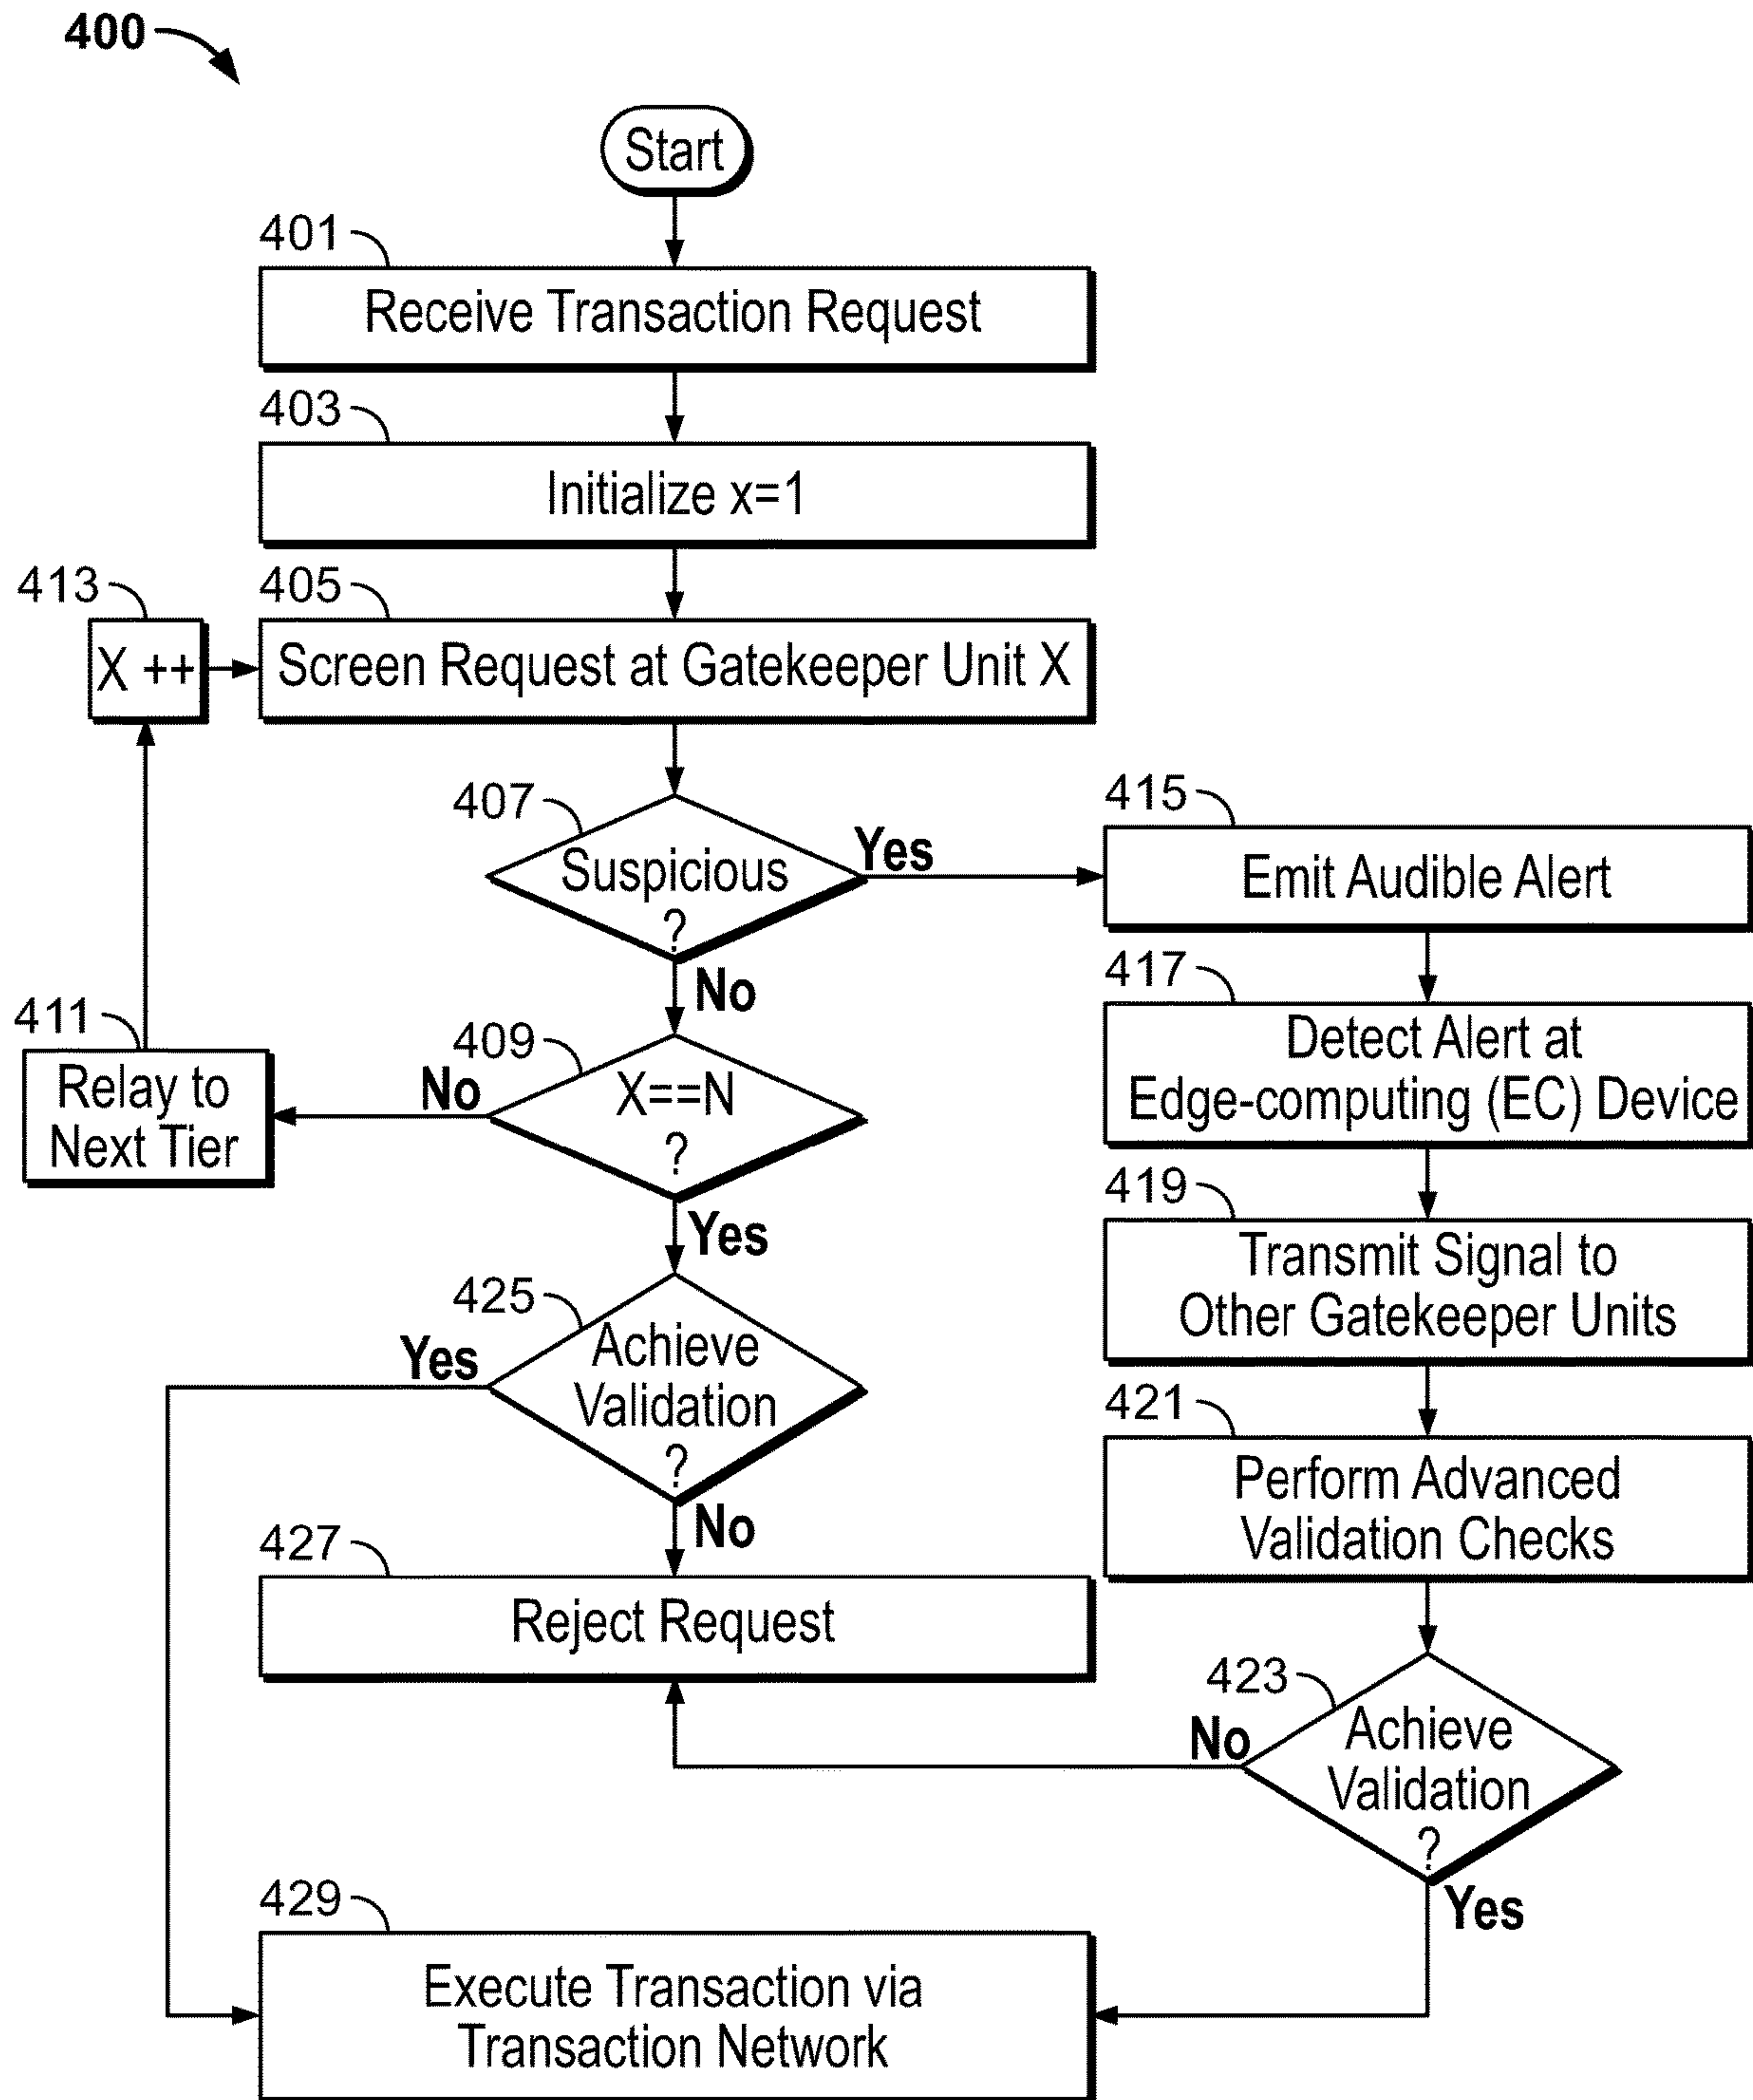 400
Start
401
Receive Transaction Request
403
Initialize x=1
413
X ++
405
Screen Request at Gatekeeper Unit X
407
Suspicious
?
Yes
No
415
Emit Audible Alert
417
Detect Alert at
Edge-computing (EC) Device
411
Relay to
Next Tier
409
X==N
?
No
Yes
419
Transmit Signal to
Other Gatekeeper Units
425
Achieve
Validation
?
Yes
No
421
Perform Advanced
Validation Checks
427
Reject Request
423
Achieve
Validation
?
No
Yes
429
Execute Transaction via
Transaction Network